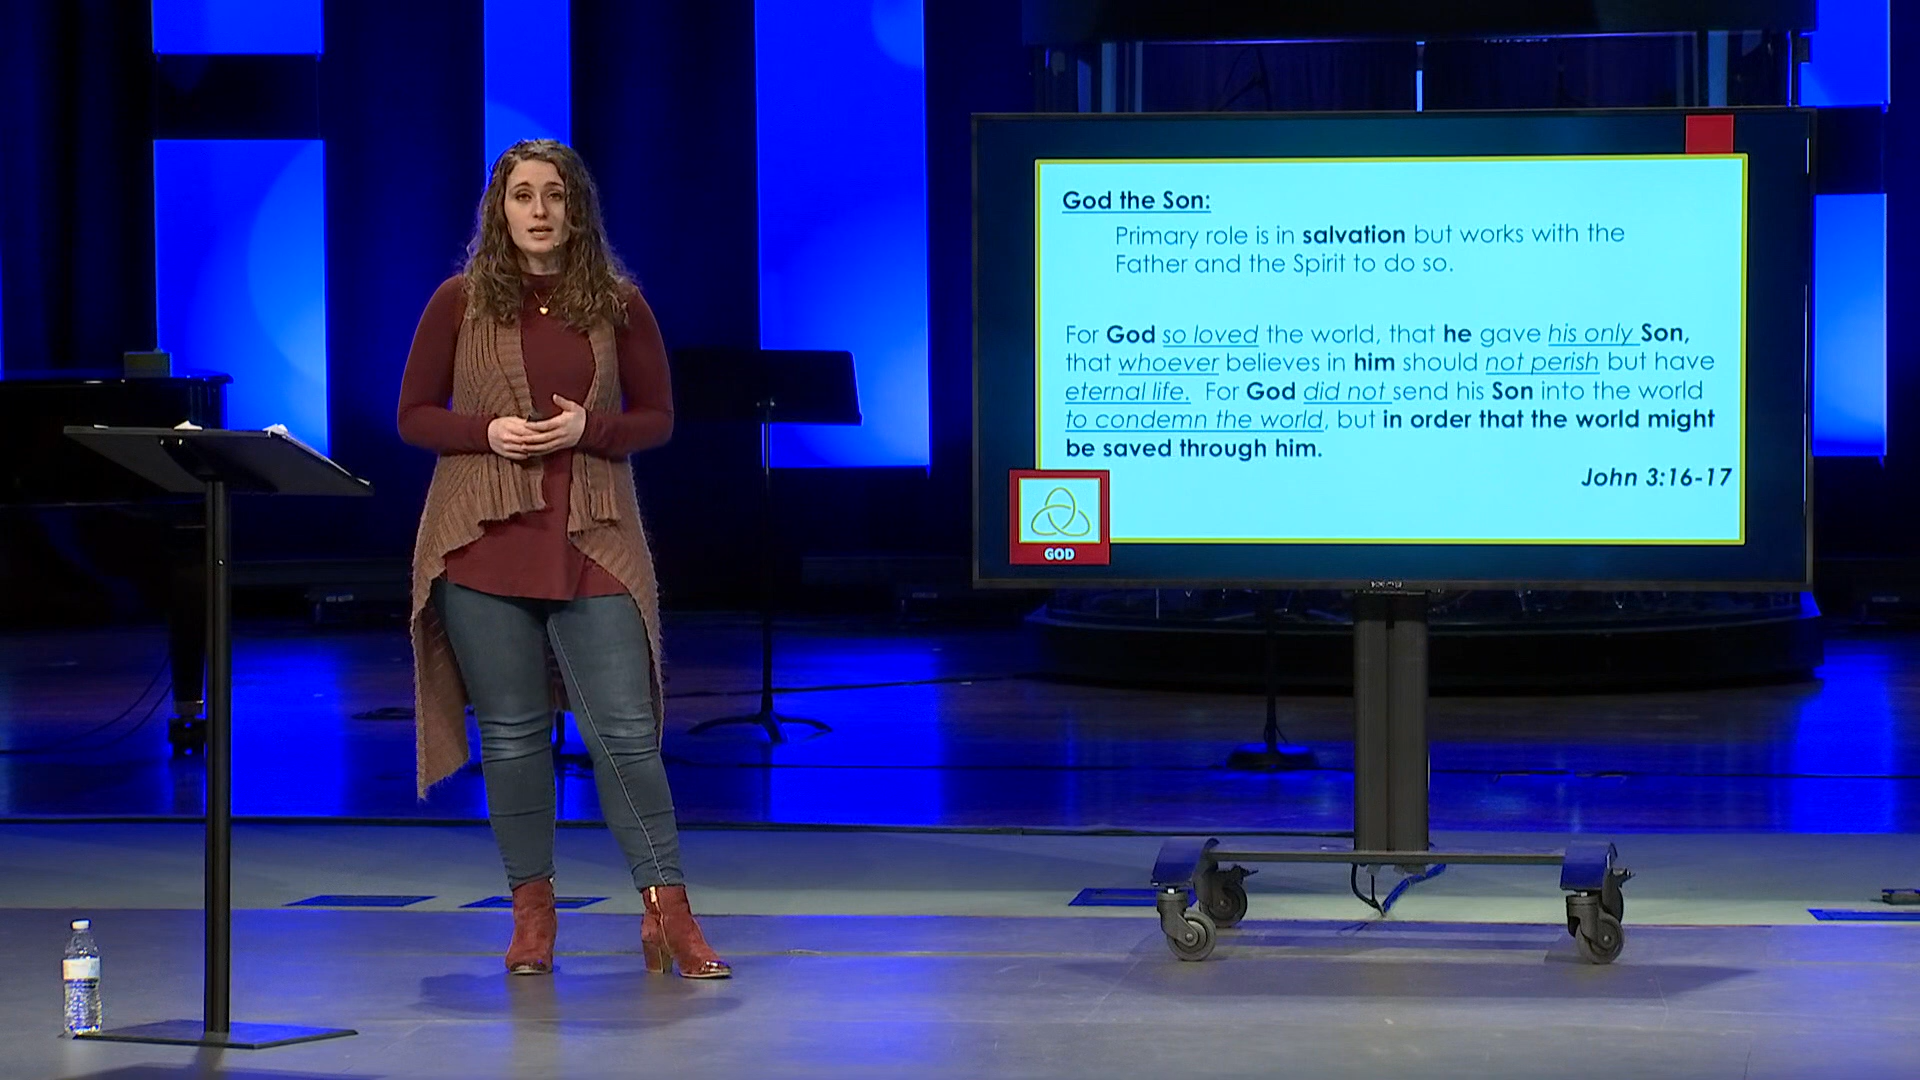 God the Son:
Primary role is in salvation but works with the
Father and the Spirit to do so.
For God so loved the world, that he gave his only Son,
that whoever believes in him should not perish but have
eternal life. For God did not send his Son into the world
to condemn the world, but in order that the world might
be saved through him.
John 3:16-17
GOD